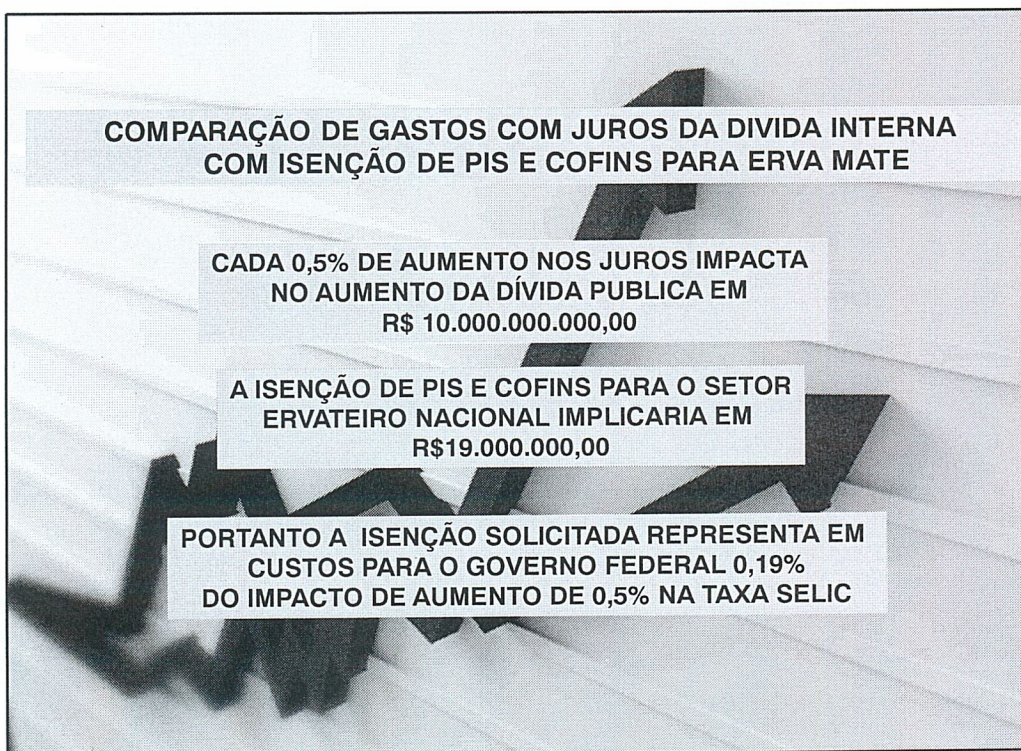 COMPARAÇÃO DE GASTOS COM JUROS DA DIVIDA INTERNA
COM ISENÇÃO DE PIS E COFINS PARA ERVA MATE
CADA 0,5% DE AUMENTO NOS JUROS IMPACTA
NO AUMENTO DA DÍVIDA PUBLICA EM
R$ 10.000.000.000,00
A ISENÇÃO DE PIS E COFINS PARA O SETOR
ERVATEIRO NACIONAL IMPLICARIA EM
R$19.000.000,00
PORTANTO A ISENÇÃO SOLICITADA REPRESENTA EM
CUSTOS PARA O GOVERNO FEDERAL 0,19%
DO IMPACTO DE AUMENTO DE 0,5% NA TAXA SELIC